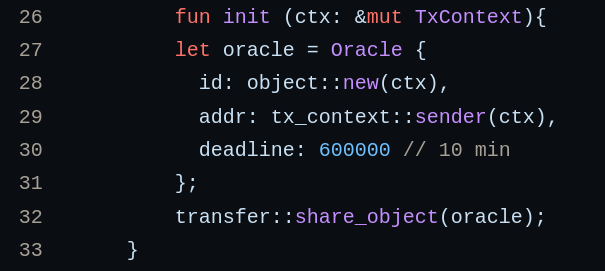 26 fun init (ctx: &mut TxContext){
27 let oracle = Oracle {
28 id: object::new(ctx),
29 addr: tx_context::sender(ctx),
30 deadline: 600000 // 10 min
31 };
32 transfer::share_object(oracle);
33 }